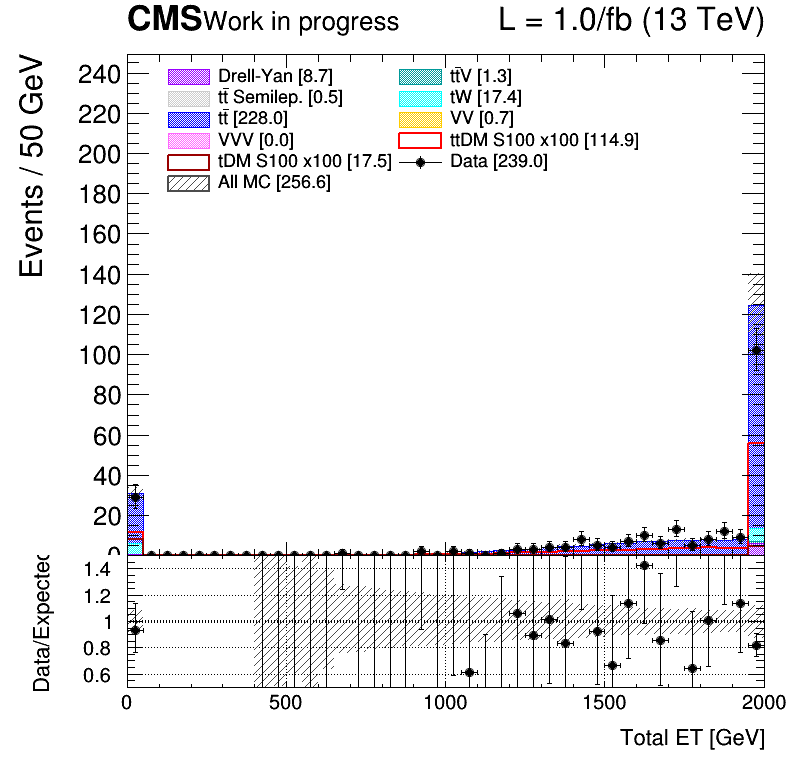 CMS Work in progress L = 1.0/fb (13 TeV)
Events / 50 GeV
240
220
200
180
160
140
120
100
80
60
40
20
0
Drell-Yan [8.7]
tt̄V [1.3]
tt̄ Semilep. [0.5]
tW [17.4]
tt̄ [228.0]
VV [0.7]
VVV [0.0]
ttDM S100 x100 [114.9]
tDM S100 x100 [17.5]
Data [239.0]
All MC [256.6]
Data/Expected
1.4
1.2
1
0.8
0.6
0 500 1000 1500 2000
Total ET [GeV]